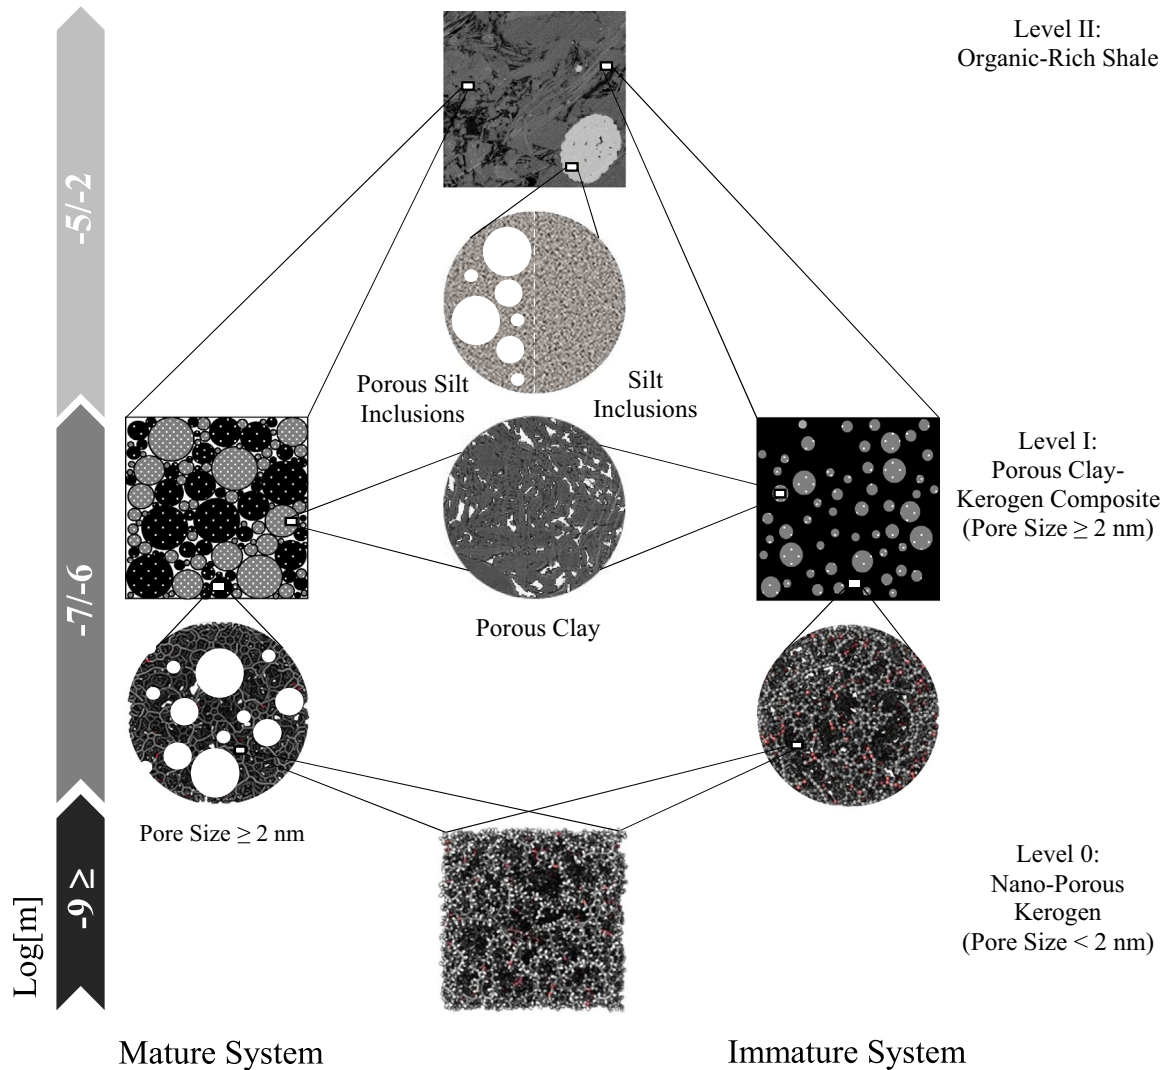 Level II:
Organic-Rich Shale
-5/-2
Porous Silt
Inclusions
Silt
Inclusions
Level I:
Porous Clay-
Kerogen Composite
(Pore Size ≥ 2 nm)
-7/-6
Porous Clay
Pore Size ≥ 2 nm
Level 0:
Nano-Porous
Kerogen
(Pore Size < 2 nm)
-9 ≥
Log[m]
Mature System
Immature System